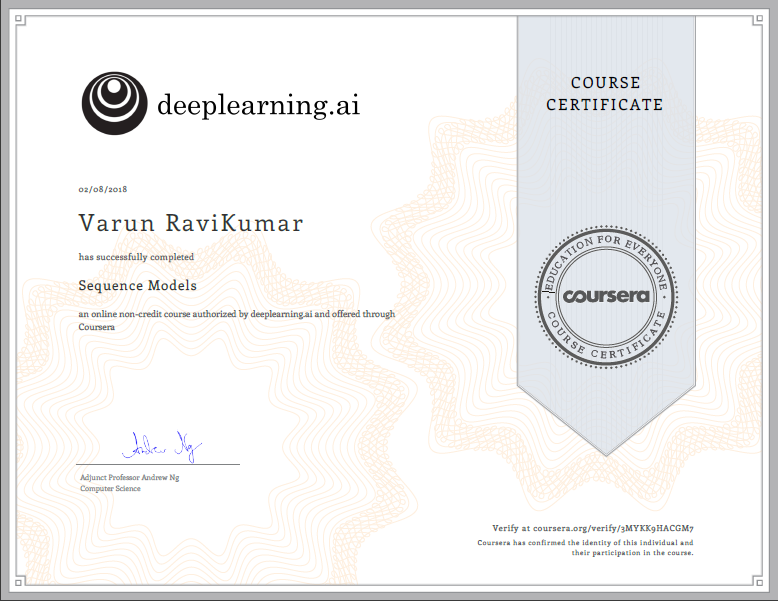 deeplearning.ai
COURSE
CERTIFICATE
02/08/2018
Varun RaviKumar
has successfully completed
Sequence Models
an online non-credit course authorized by deeplearning.ai and offered through
Coursera
EDUCATION FOR EVERYONE
coursera
COURSE CERTIFICATE
Andrew Ng
Adjunct Professor Andrew Ng
Computer Science
Verify at coursera.org/verify/3MYKK9HACGM7
Coursera has confirmed the identity of this individual and
their participation in the course.